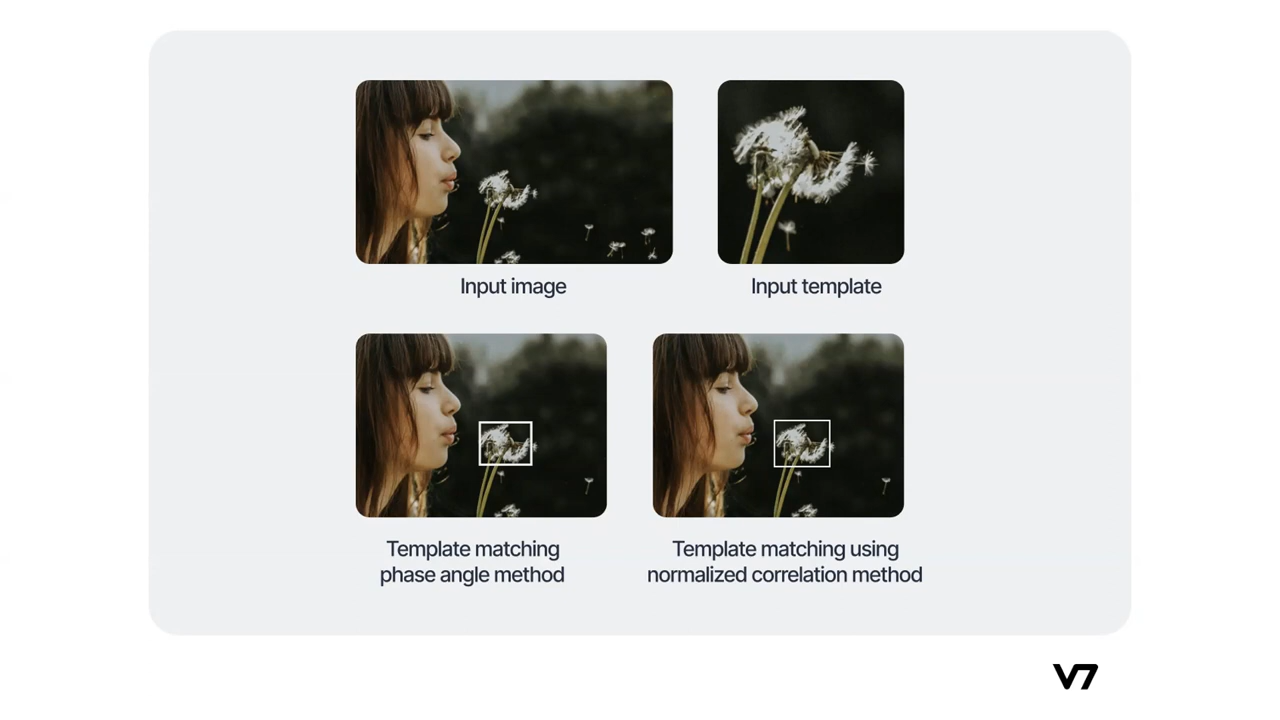 Input image
Input template
Template matching
phase angle method
Template matching using
normalized correlation method
V7